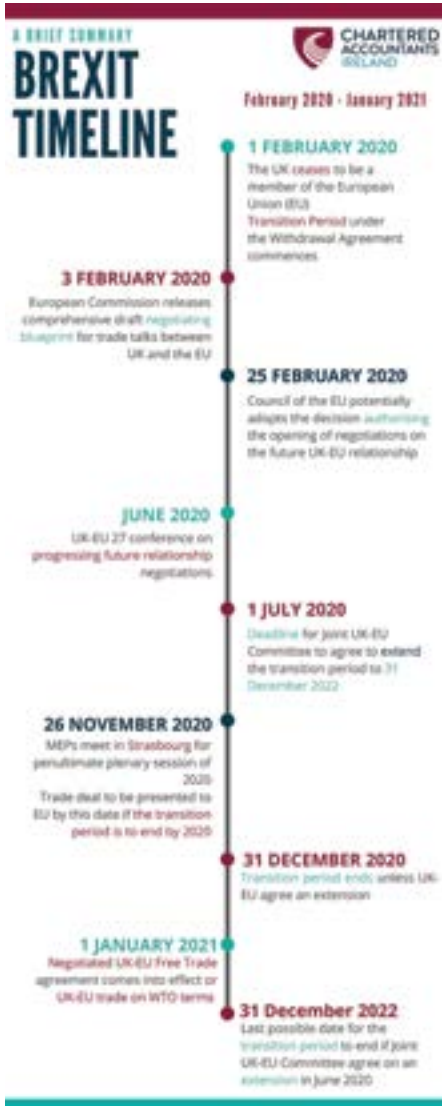 A BRIEF SUMMARY
BREXIT
TIMELINE
CHARTERED
ACCOUNTANTS
IRELAND
February 2020 - January 2021
1 FEBRUARY 2020
The UK ceases to be a
member of the European
Union (EU)
Transition Period under
the Withdrawal Agreement
commences
3 FEBRUARY 2020
European Commission releases
comprehensive draft negotiating
blueprint for trade talks between
UK and the EU
25 FEBRUARY 2020
Council of the EU potentially
adopts the decision authorising
the opening of negotiations on
the future UK-EU relationship
JUNE 2020
UK-EU 27 conference on
progressing future relationship
negotiations
1 JULY 2020
Deadline for Joint UK-EU
Committee to agree to extend
the transition period to 31
December 2022
26 NOVEMBER 2020
MEPs meet in Strasbourg for
penultimate plenary session of
2020
Trade deal to be presented to
EU by this date if the transition
period is to end by 2020
31 DECEMBER 2020
Transition period ends unless UK-
EU agree an extension
1 JANUARY 2021
Negotiated UK-EU Free Trade
agreement comes into effect or
UK-EU trade on WTO terms
31 December 2022
Last possible date for the
transition period to end if Joint
UK-EU Committee agree on an
extension in June 2020